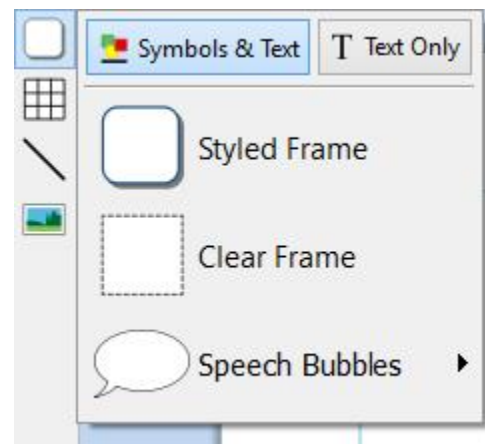 Symbols & Text
T Text Only
Styled Frame
Clear Frame
Speech Bubbles